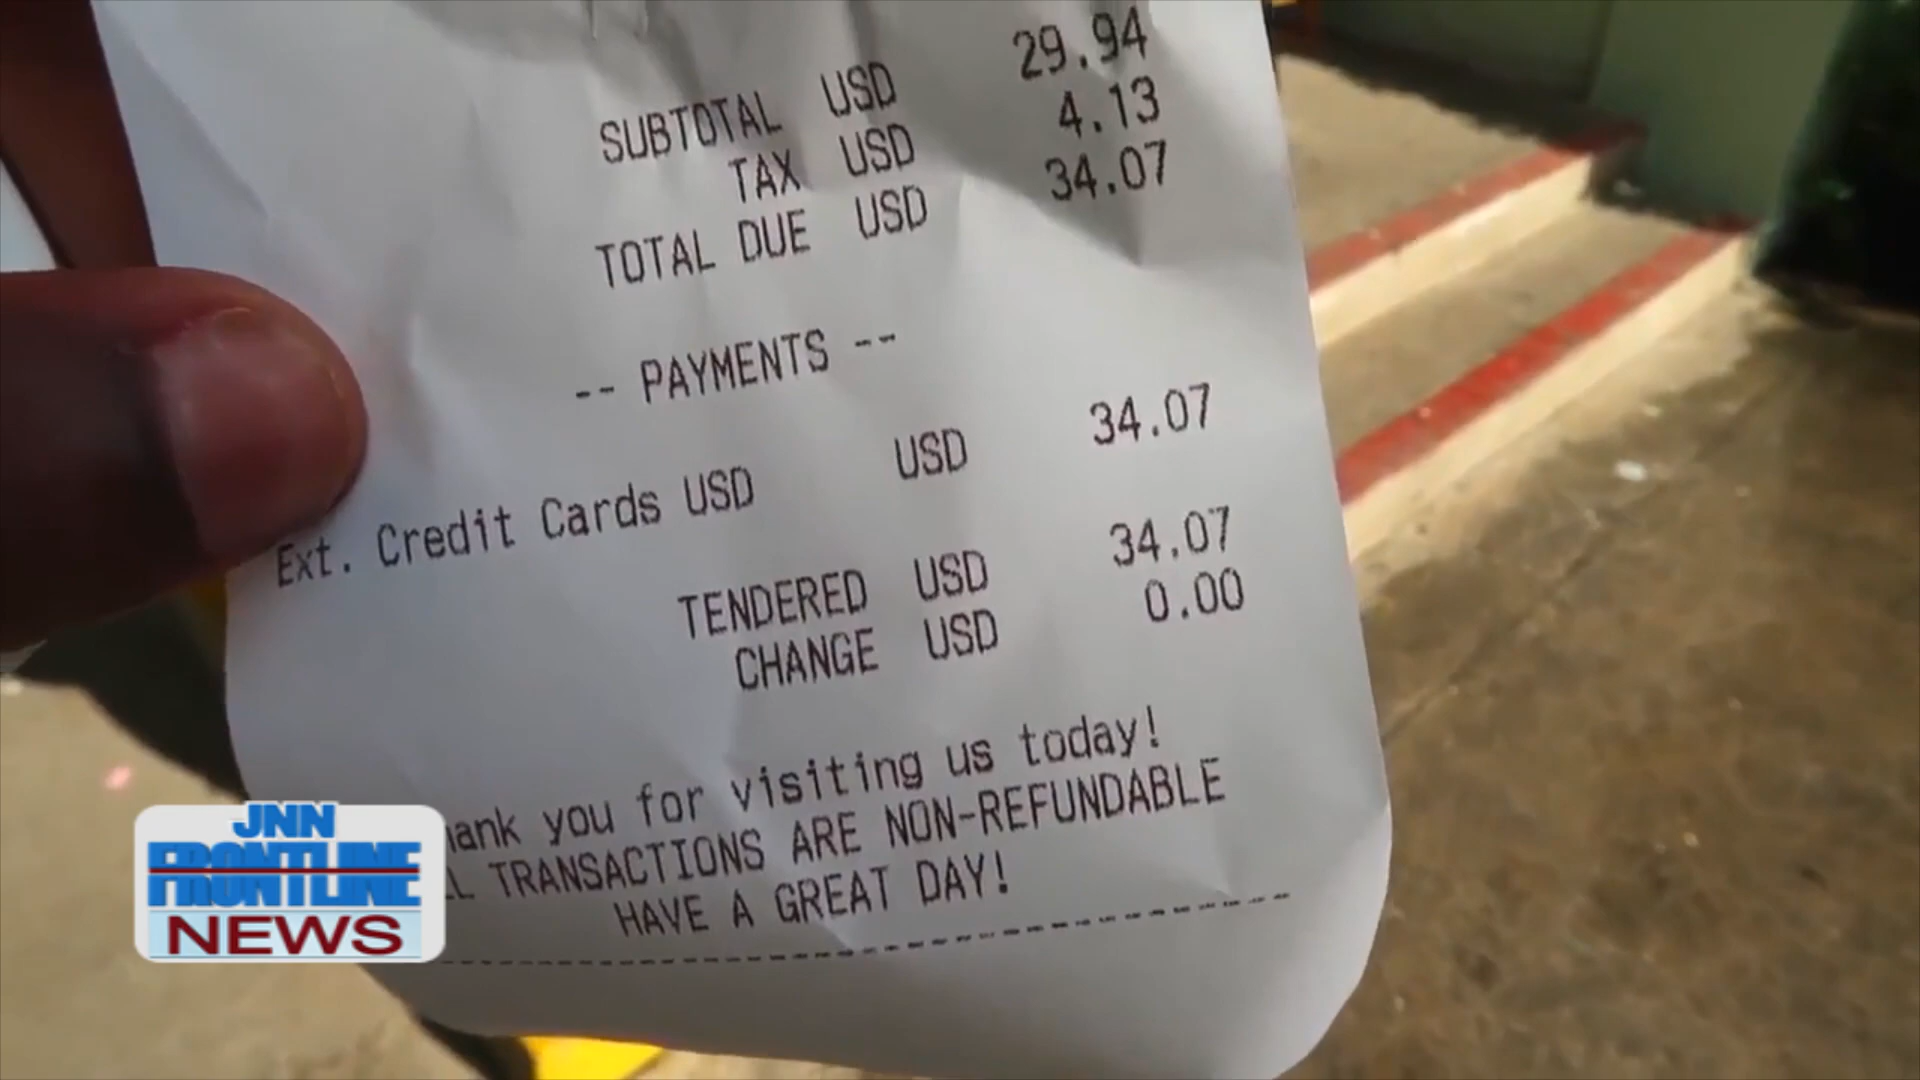 SUBTOTAL USD 29.94
TAX USD 4.13
TOTAL DUE USD 34.07
-- PAYMENTS --
Ext. Credit Cards USD USD 34.07
TENDERED USD 34.07
CHANGE USD 0.00
hank you for visiting us today!
L TRANSACTIONS ARE NON-REFUNDABLE
HAVE A GREAT DAY!
JNN
FRONTLINE
NEWS